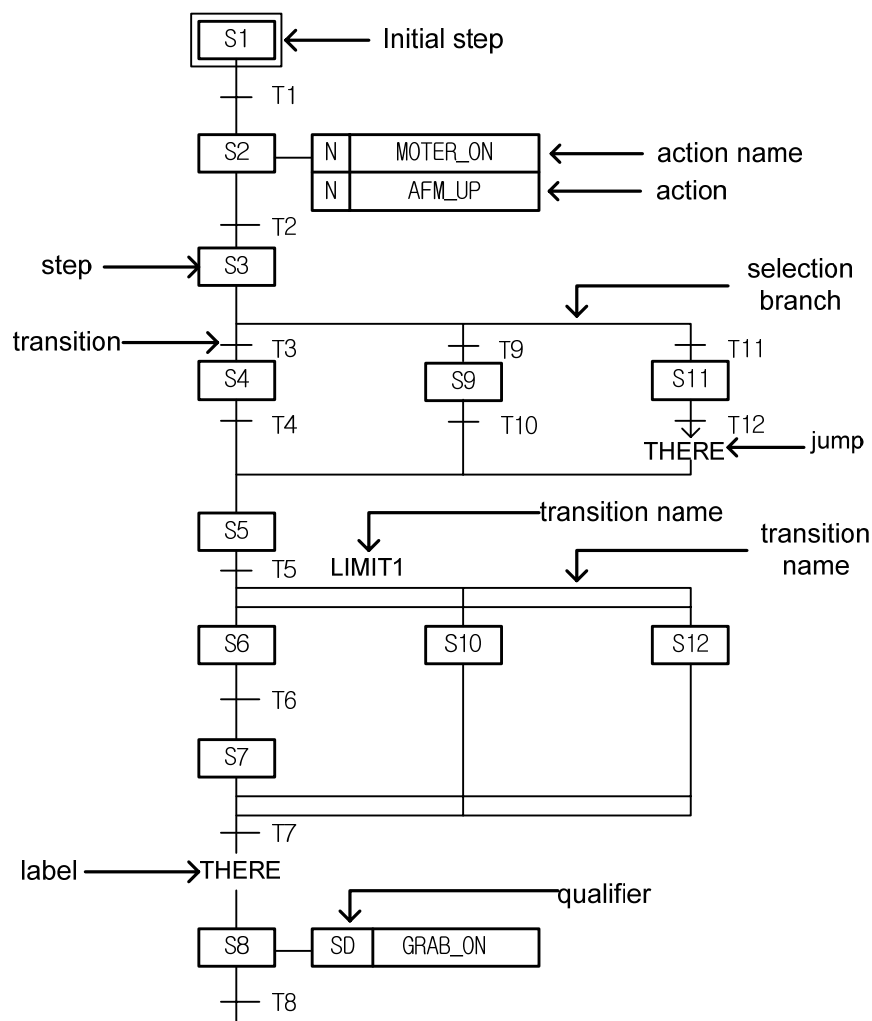 S1
Initial step
T1
S2
N
MOTER_ON
action name
N
AFM_UP
action
T2
step
S3
selection
branch
transition
T3
T9
T11
S4
S9
S11
T4
T10
T12
THERE
jump
S5
transition name
transition
name
T5
LIMIT1
S6
S10
S12
T6
S7
T7
label
THERE
qualifier
S8
SD
GRAB_ON
T8